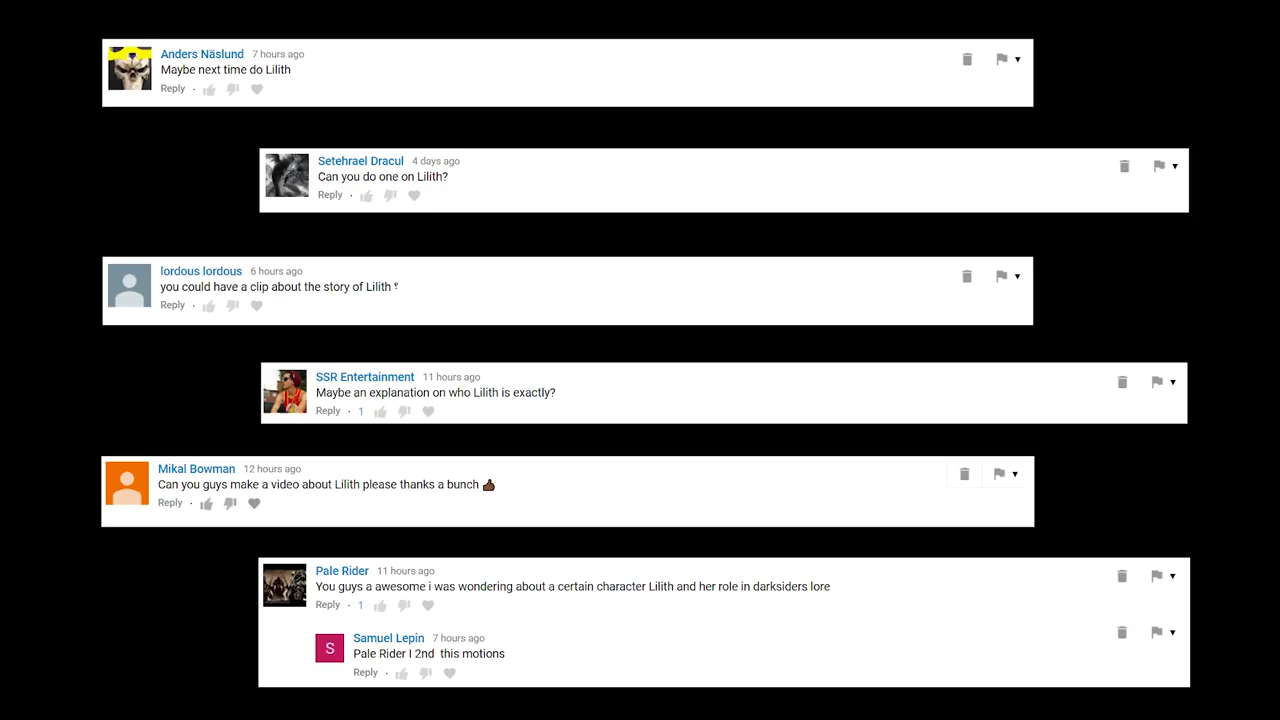 Anders Näslund 7 hours ago
Maybe next time do Lilith
Reply ·
Setehrael Dracul 4 days ago
Can you do one on Lilith?
Reply ·
lordous lordous 6 hours ago
you could have a clip about the story of Lilith ؟
Reply ·
SSR Entertainment 11 hours ago
Maybe an explanation on who Lilith is exactly?
Reply · 1
Mikal Bowman 12 hours ago
Can you guys make a video about Lilith please thanks a bunch 👍🏾
Reply ·
Pale Rider 11 hours ago
You guys a awesome i was wondering about a certain character Lilith and her role in darksiders lore
Reply · 1
S
Samuel Lepin 7 hours ago
Pale Rider I 2nd  this motions
Reply ·